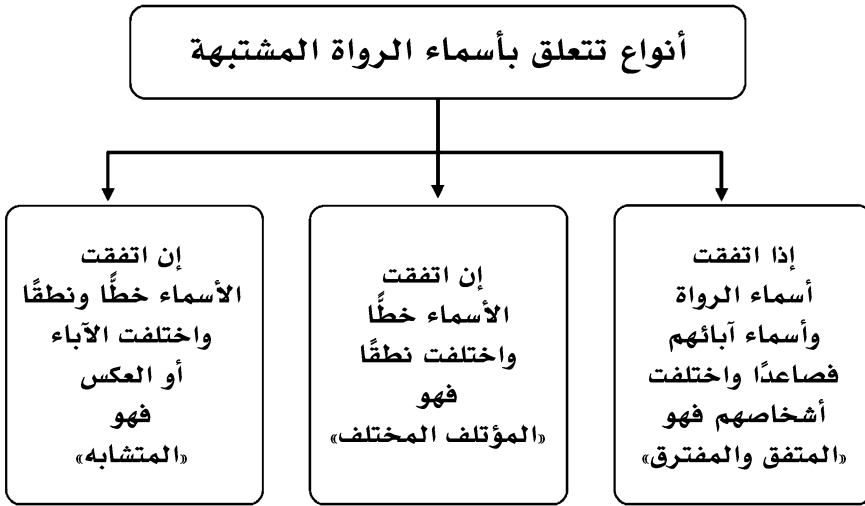 أنواع تتعلق بأسماء الرواة المشتبهة
إذا اتفقت
أسماء الرواة
وأسماء آبائهم
فصاعدًا واختلفت
أشخاصهم فهو
«المتفق والمفترق»
إن اتفقت
الأسماء خطًّا
واختلفت نطقًا
فهو
«المؤتلف المختلف»
إن اتفقت
الأسماء خطًّا ونطقًا
واختلفت الآباء
أو العكس
فهو
«المتشابه»